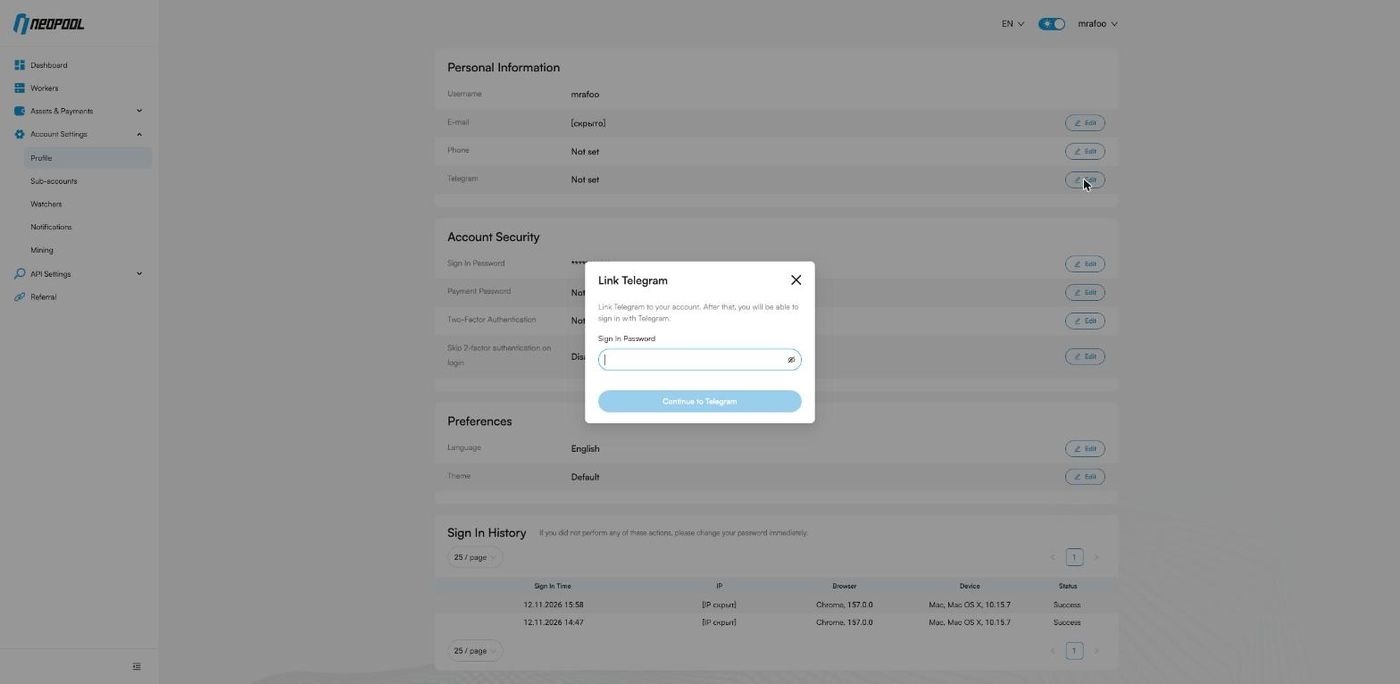 NEOPOOL
EN
mrafoo
Dashboard
Workers
Assets & Payments
Account Settings
Profile
Sub-accounts
Watchers
Notifications
Mining
API Settings
Referral
Personal Information
Username mrafoo
E-mail [скрыто] Edit
Phone Not set Edit
Telegram Not set
Account Security
Sign In Password **** Edit
Payment Password Not Edit
Two-Factor Authentication Not Edit
Skip 2-factor authentication on
login Edit
Link Telegram
Link Telegram to your account. After that, you will be able to
sign in with Telegram.
Sign In Password
Continue to Telegram
Preferences
Language English Edit
Theme Default Edit
Sign In History If you did not perform any of these actions, please change your password immediately.
25 / page < 1 >
Sign In Time IP Browser Device Status
12.11.2026 15:58 [IP скрыт] Chrome, 157.0.0 Mac, Mac OS X, 10.15.7 Success
12.11.2026 14:47 [IP скрыт] Chrome, 157.0.0 Mac, Mac OS X, 10.15.7 Success
25 / page < 1 >